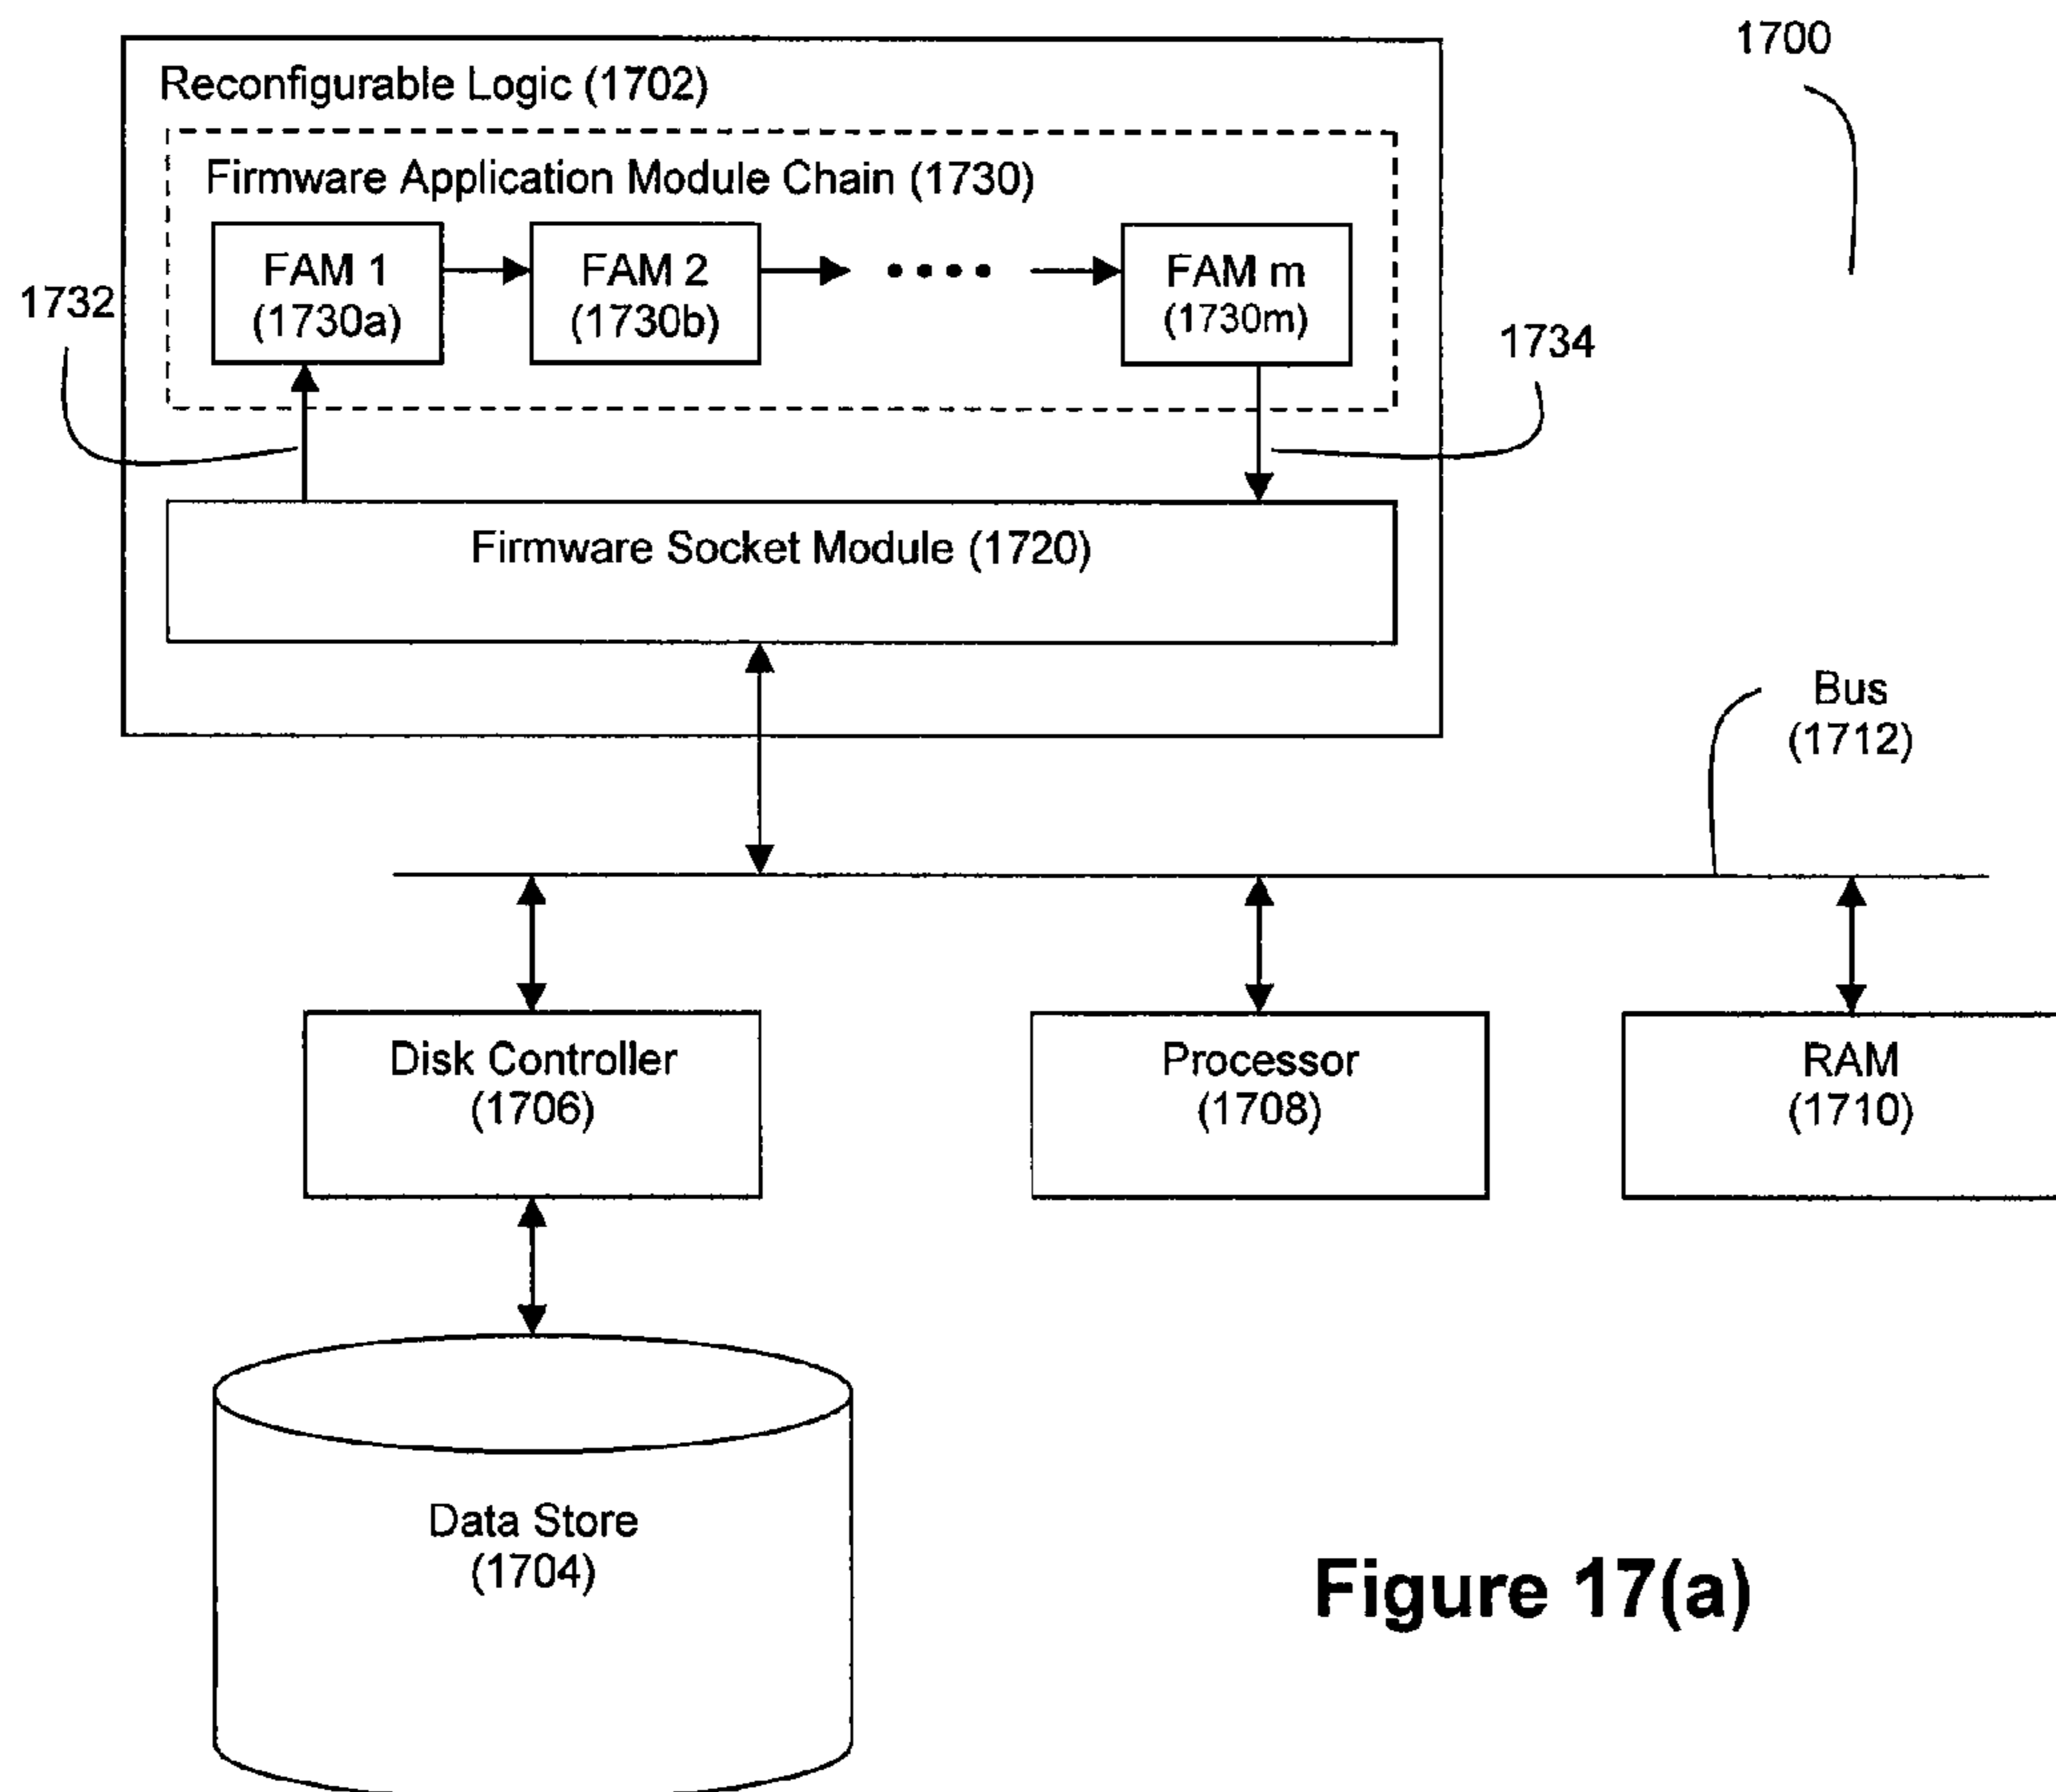 1700
Reconfigurable Logic (1702)
Firmware Application Module Chain (1730)
FAM 1
(1730a)
FAM 2
(1730b)
FAM m
(1730m)
1732
1734
Firmware Socket Module (1720)
Bus
(1712)
Disk Controller
(1706)
Processor
(1708)
RAM
(1710)
Data Store
(1704)
Figure 17(a)